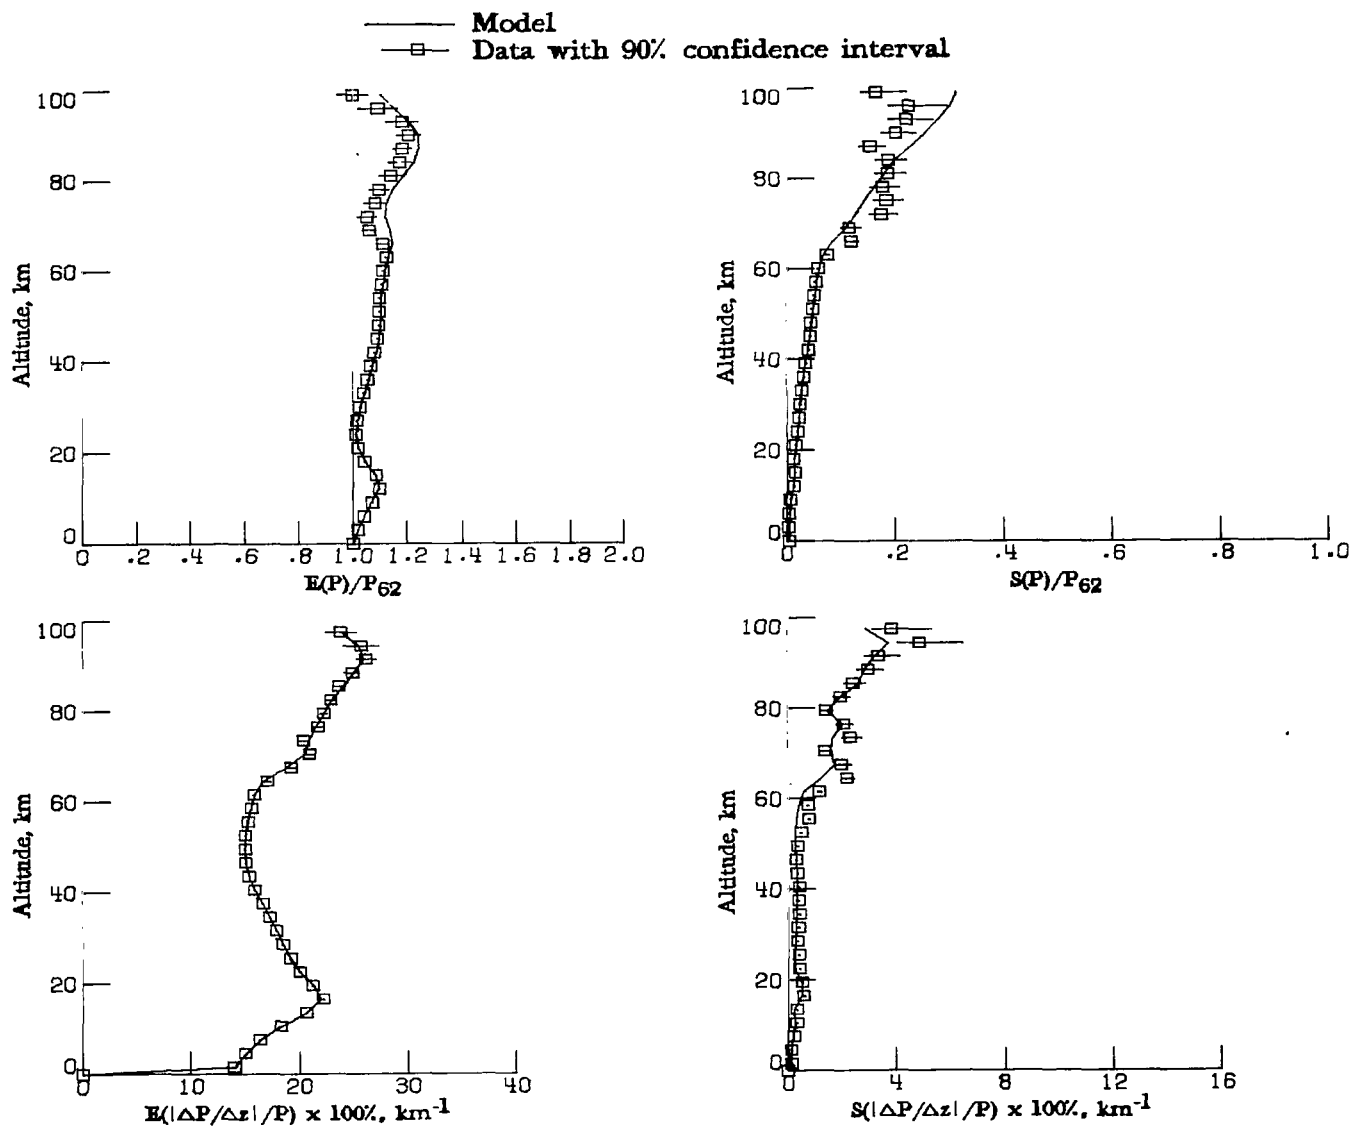 Model
Data with 90% confidence interval
100
80
60
40
20
0
Altitude, km
0 .2 .4 .6 .8 1.0 1.2 1.4 1.6 1.8 2.0
E(P)/P62
100
80
60
40
20
0
Altitude, km
0 .2 .4 .6 .8 1.0
S(P)/P62
100
80
60
40
20
0
Altitude, km
0 10 20 30 40
E(|ΔP/Δz|/P) x 100%, km-1
100
80
60
40
20
0
Altitude, km
0 4 8 12 16
S(|ΔP/Δz|/P) x 100%, km-1